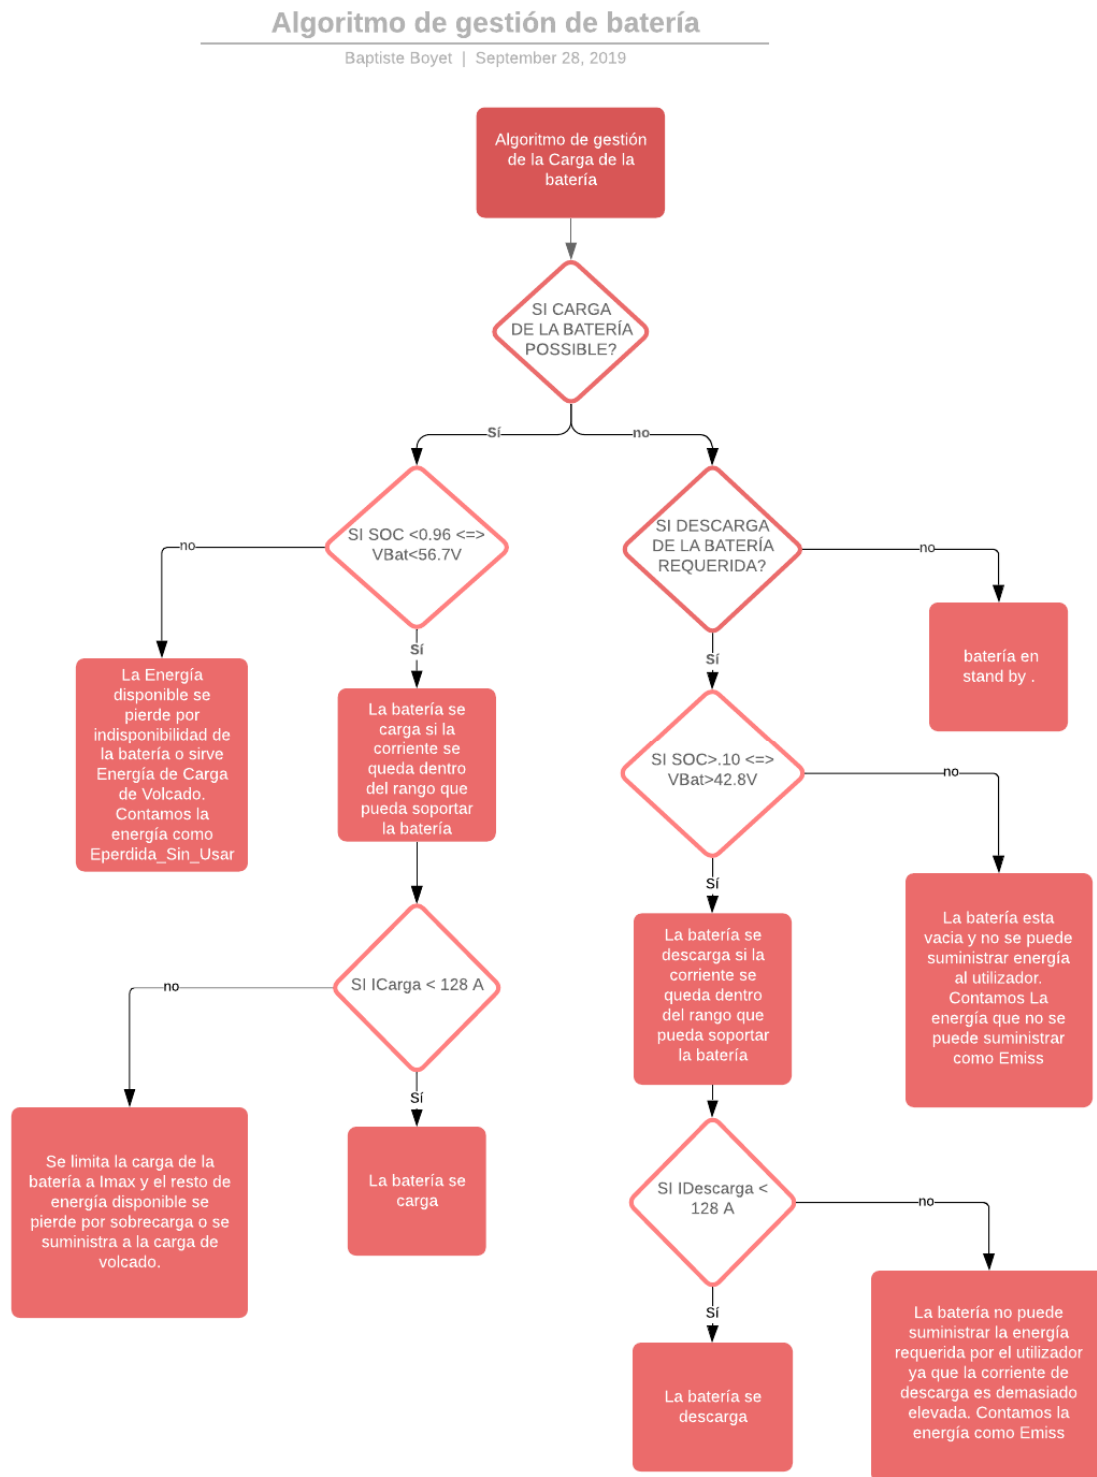 Algoritmo de gestión de batería
Baptiste Boyet | September 28, 2019
Algoritmo de gestión
de la Carga de la
batería
SI CARGA
DE LA BATERÍA
POSSIBLE?
Sí
no
SI SOC <0.96 <=>
VBat<56.7V
SI DESCARGA
DE LA BATERÍA
REQUERIDA?
no
no
Sí
Sí
La Energía
disponible se
pierde por
indisponibilidad de
la batería o sirve
Energía de Carga
de Volcado.
Contamos la
energía como
Eperdida_Sin_Usar
La batería se
carga si la
corriente se
queda dentro
del rango que
pueda soportar
la batería
batería en
stand by .
SI SOC>.10 <=>
VBat>42.8V
no
Sí
SI ICarga < 128 A
no
Sí
La batería se
descarga si la
corriente se
queda dentro
del rango que
pueda soportar
la batería
La batería esta
vacia y no se puede
suministrar energía
al utilizador.
Contamos La
energía que no se
puede suministrar
como Emiss
Se limita la carga de la
batería a Imax y el resto de
energía disponible se
pierde por sobrecarga o se
suministra a la carga de
volcado.
La batería se
carga
SI IDescarga <
128 A
no
Sí
La batería se
descarga
La batería no puede
suministrar la energía
requerida por el utilizador
ya que la corriente de
descarga es demasiado
elevada. Contamos la
energía como Emiss